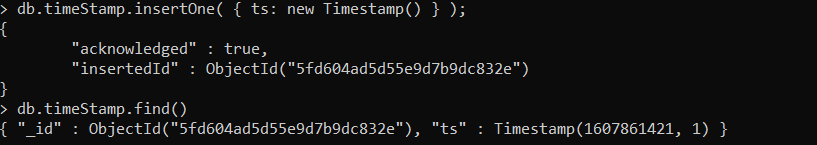 > db.timeStamp.insertOne( { ts: new Timestamp() } );
{
        "acknowledged" : true,
        "insertedId" : ObjectId("5fd604ad5d55e9d7b9dc832e")
}
> db.timeStamp.find()
{ "_id" : ObjectId("5fd604ad5d55e9d7b9dc832e"), "ts" : Timestamp(1607861421, 1) }